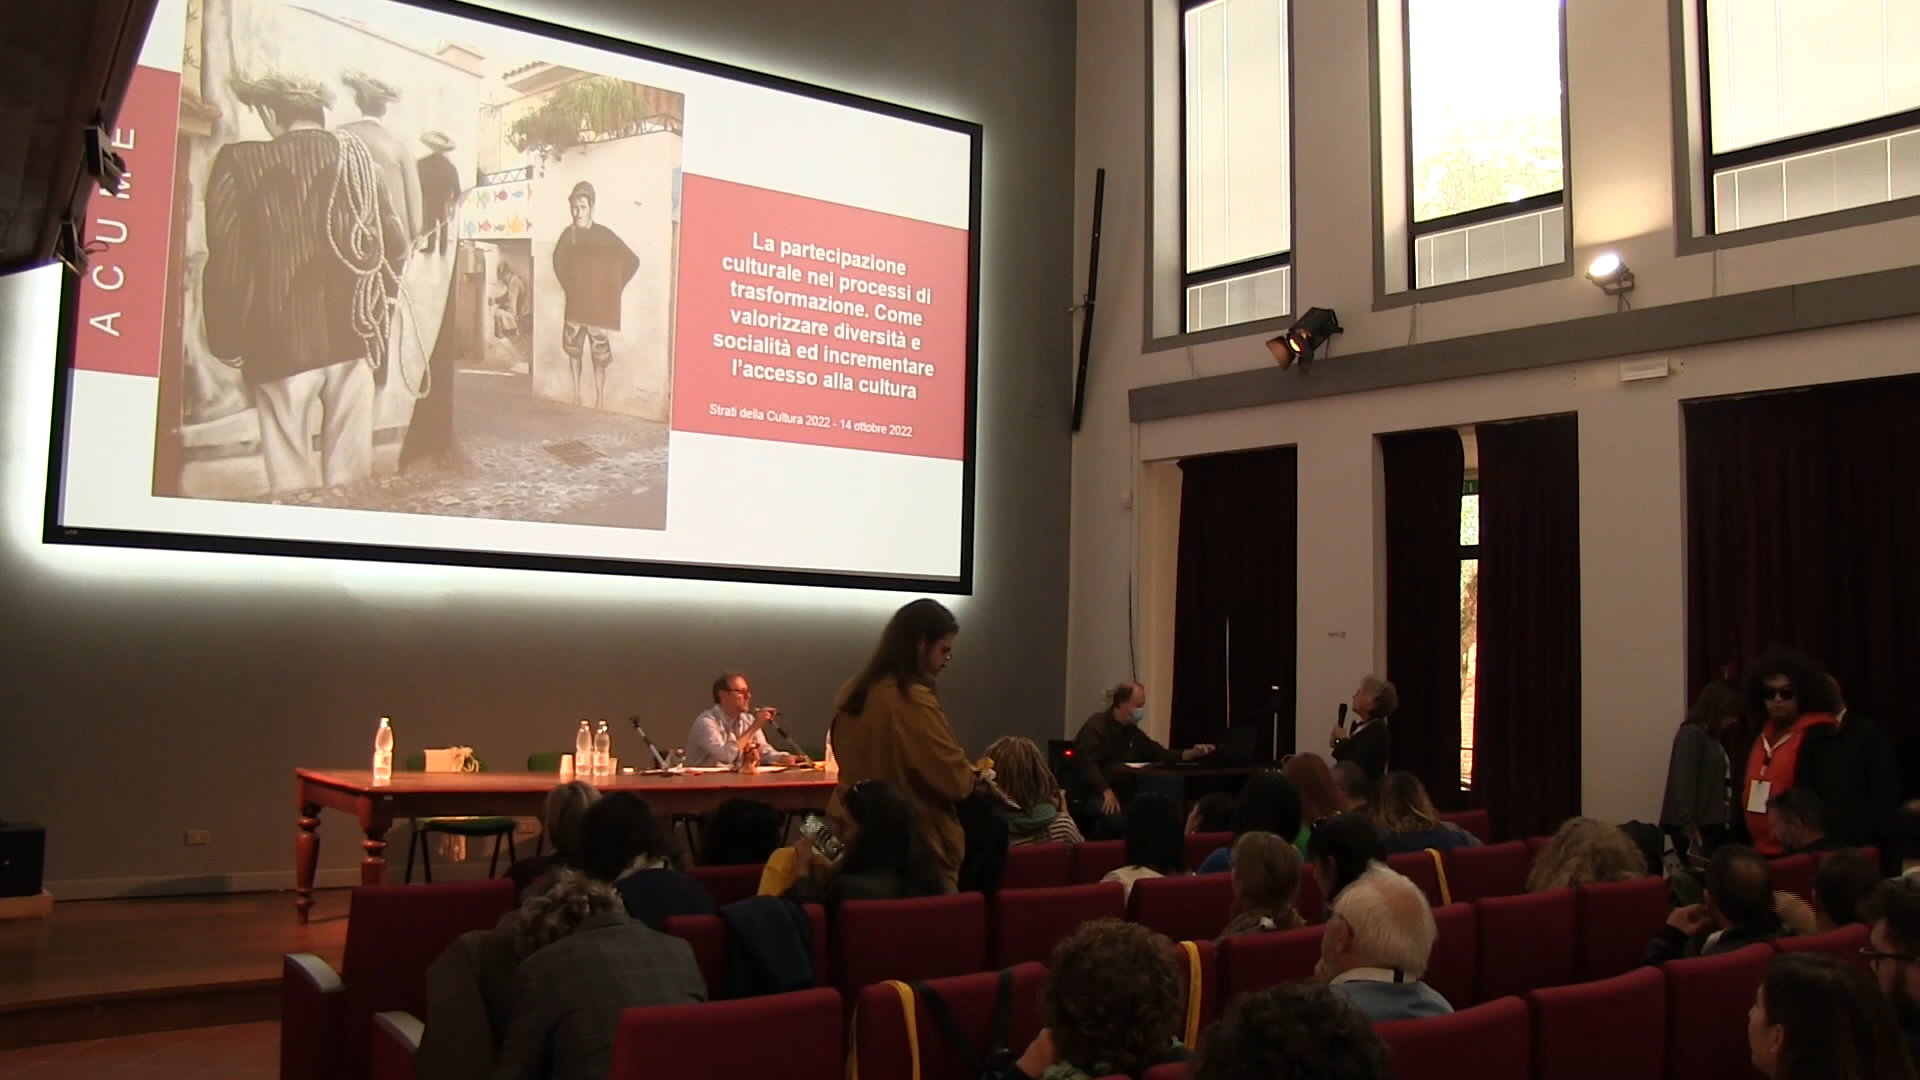 ACUME
La partecipazione
culturale nei processi di
trasformazione. Come
valorizzare diversità e
socialità ed incrementare
l'accesso alla cultura
Strati della Cultura 2022 - 14 ottobre 2022